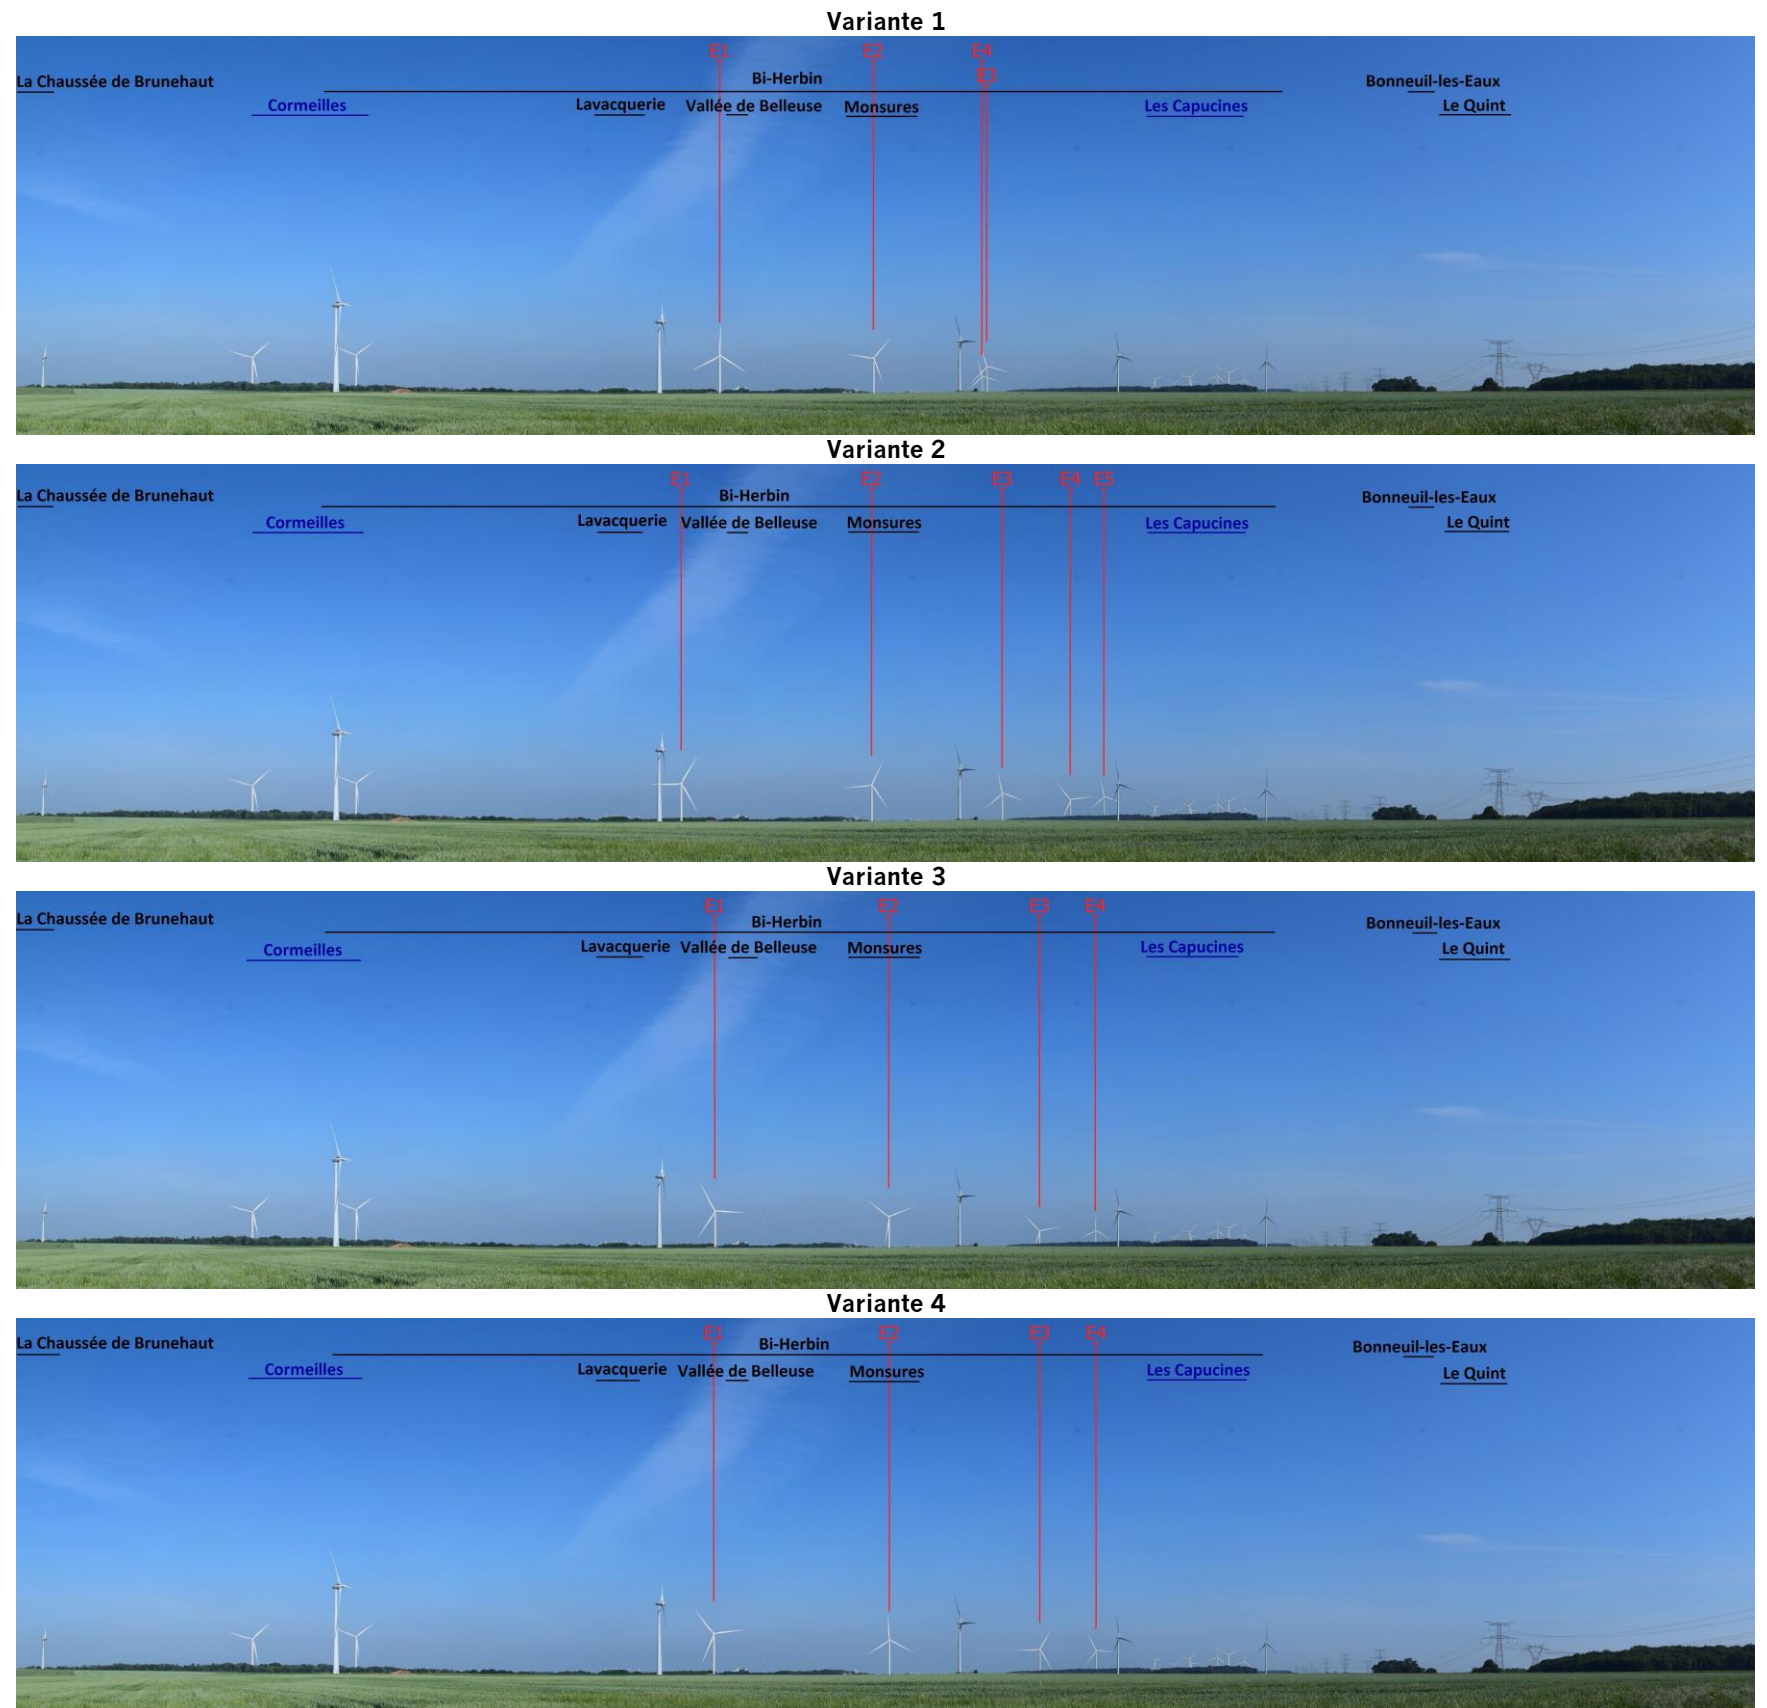 Variante 1
E1 E2 E4
E3
La Chaussée de Brunehaut Bi-Herbin Bonneuil-les-Eaux
Cormeilles Lavacquerie Vallée de Belleuse Monsures Les Capucines Le Quint
Variante 2
E1 E2 E3 E4 E5
La Chaussée de Brunehaut Bi-Herbin Bonneuil-les-Eaux
Cormeilles Lavacquerie Vallée de Belleuse Monsures Les Capucines Le Quint
Variante 3
E1 E2 E3 E4
La Chaussée de Brunehaut Bi-Herbin Bonneuil-les-Eaux
Cormeilles Lavacquerie Vallée de Belleuse Monsures Les Capucines Le Quint
Variante 4
E1 E2 E3 E4
La Chaussée de Brunehaut Bi-Herbin Bonneuil-les-Eaux
Cormeilles Lavacquerie Vallée de Belleuse Monsures Les Capucines Le Quint